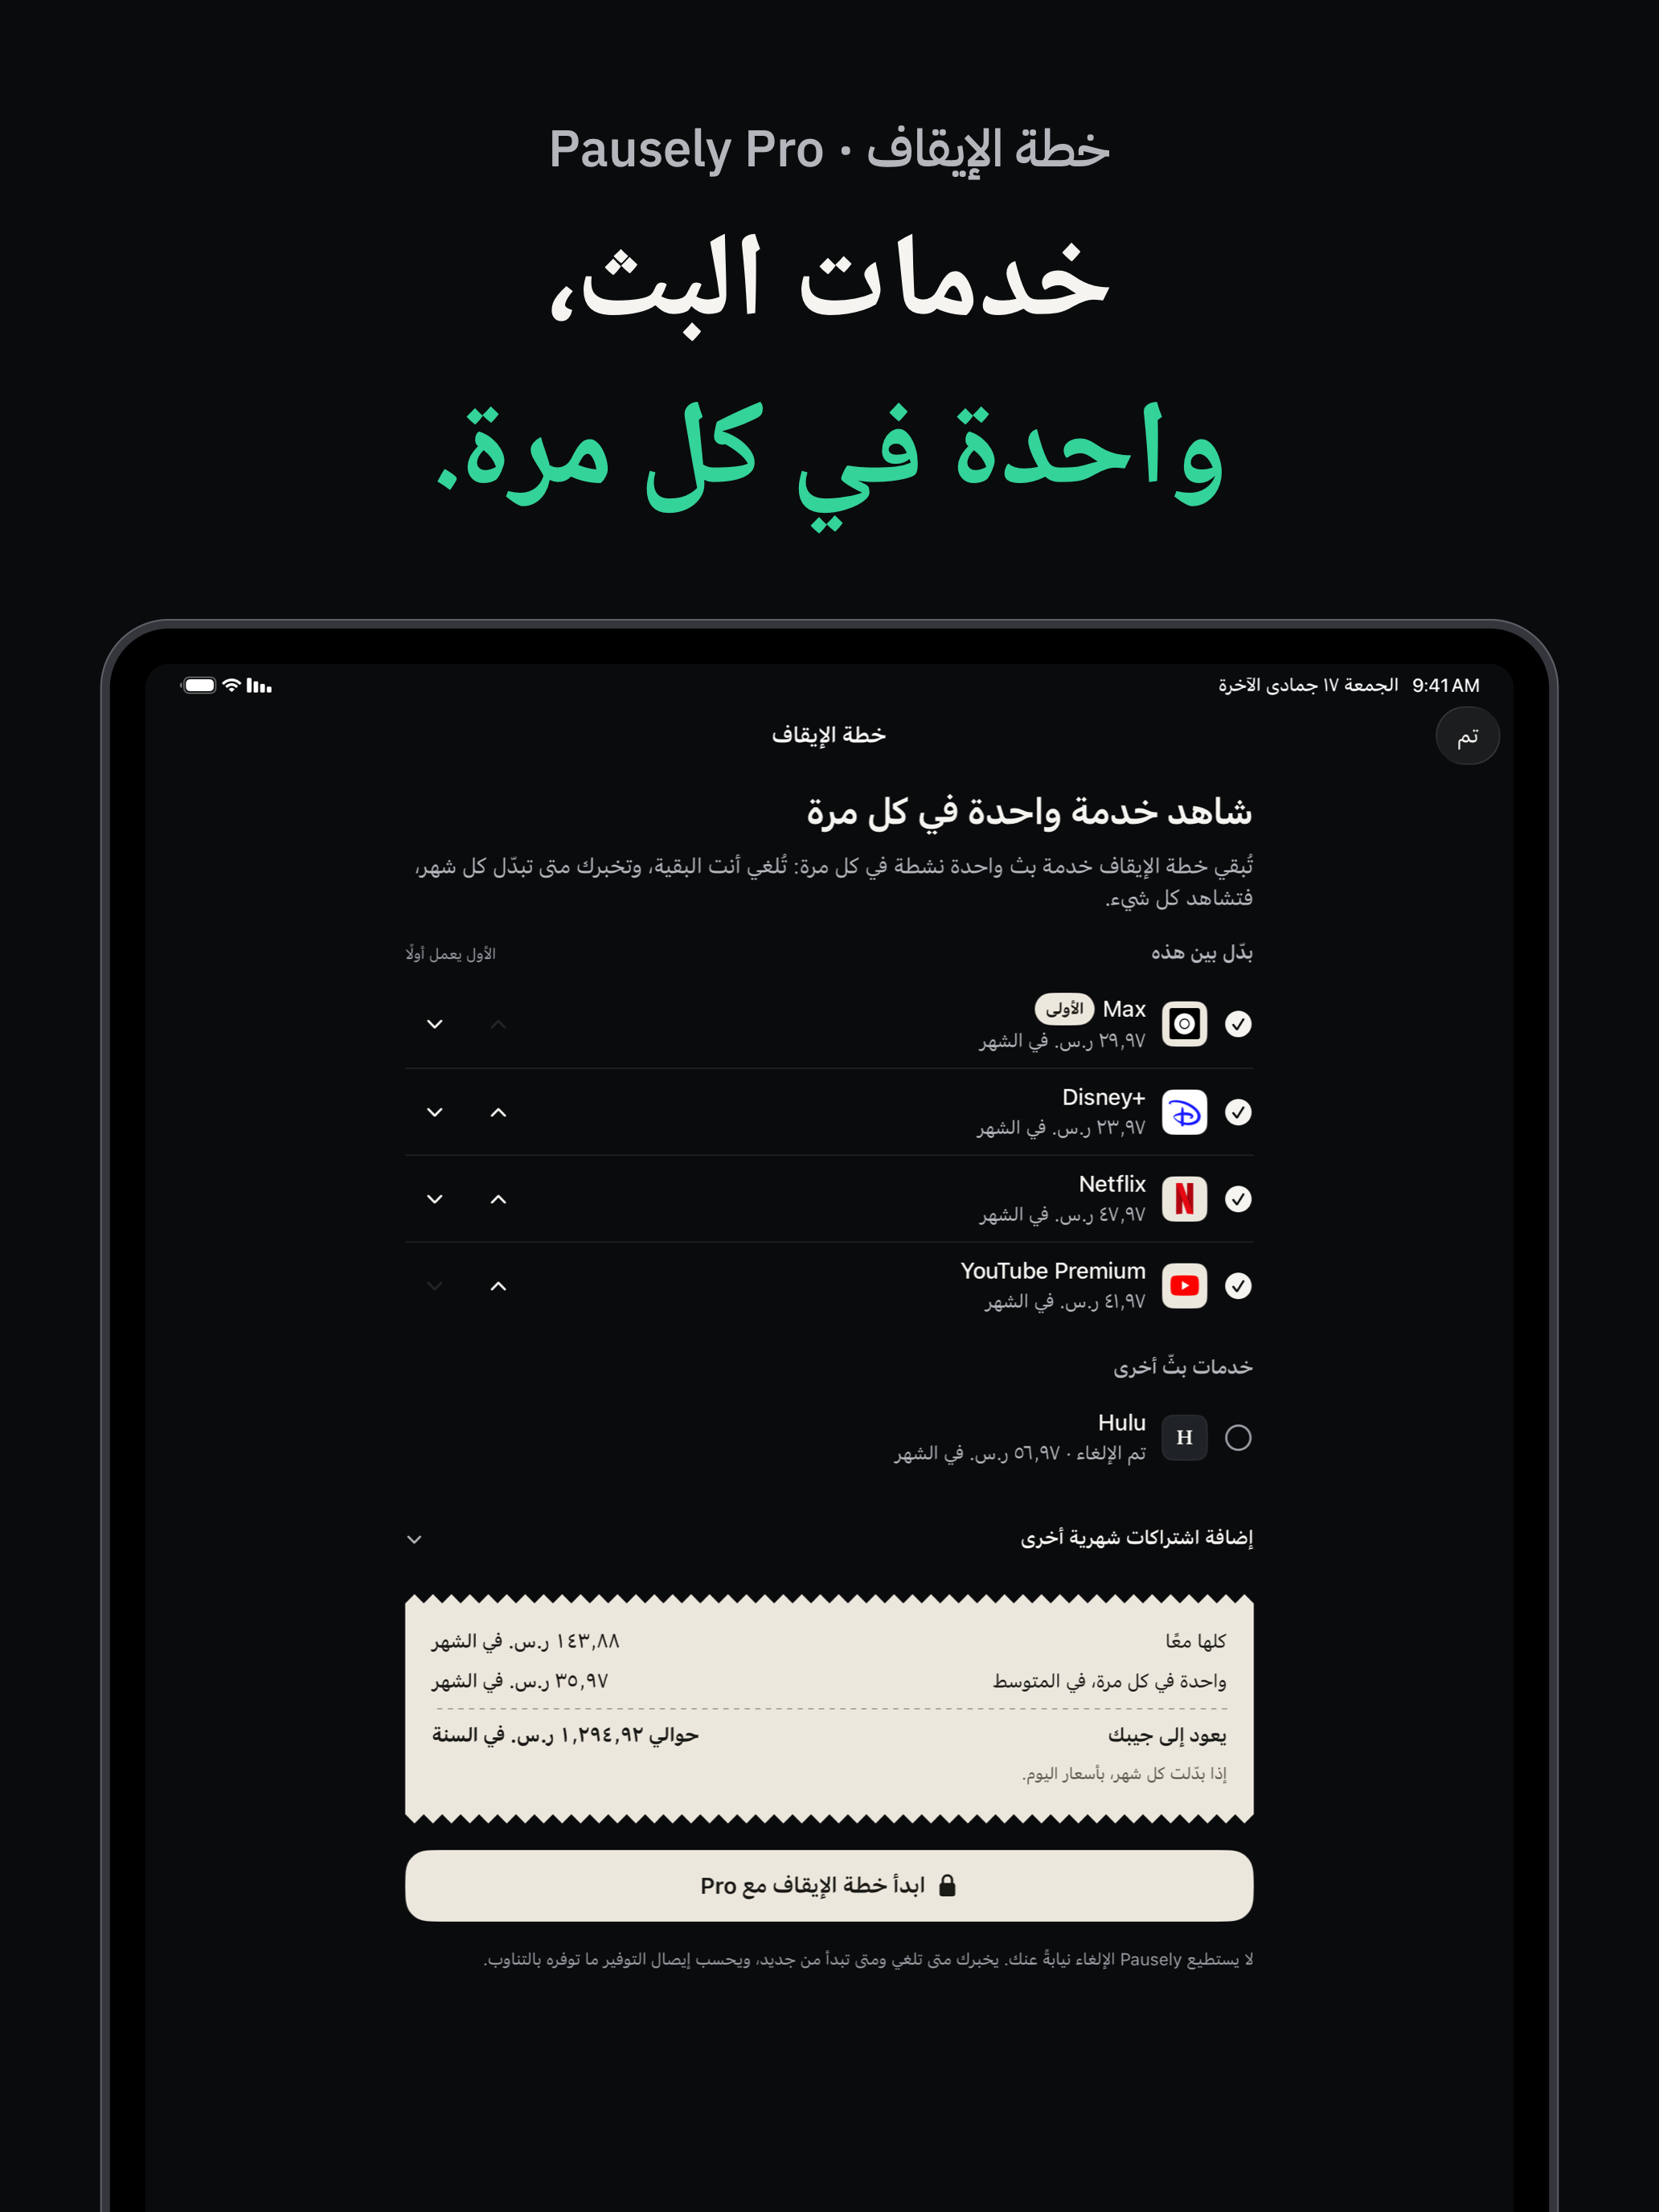 خطة الإيقاف · Pausely Pro
خدمات البث،
واحدة في كل مرة.
9:41 AM الجمعة ١٧ جمادى الآخرة
تم
خطة الإيقاف
شاهد خدمة واحدة في كل مرة
تُبقي خطة الإيقاف خدمة بث واحدة نشطة في كل مرة: تُلغي أنت البقية، وتخبرك متى تبدّل كل شهر،
فتشاهد كل شيء.
بدّل بين هذه
الأول يعمل أولًا
Max الأولى
٢٩,٩٧ ر.س. في الشهر
Disney+
٢٣,٩٧ ر.س. في الشهر
Netflix
٤٧,٩٧ ر.س. في الشهر
YouTube Premium
٤١,٩٧ ر.س. في الشهر
خدمات بثّ أخرى
H
Hulu
تم الإلغاء · ٥٦,٩٧ ر.س. في الشهر
إضافة اشتراكات شهرية أخرى
كلها معًا ١٤٣,٨٨ ر.س. في الشهر
واحدة في كل مرة، في المتوسط ٣٥,٩٧ ر.س. في الشهر
يعود إلى جيبك حوالي ١,٢٩٤,٩٢ ر.س. في السنة
إذا بدّلت كل شهر، بأسعار اليوم.
ابدأ خطة الإيقاف مع Pro
لا يستطيع Pausely الإلغاء نيابةً عنك. يخبرك متى تلغي ومتى تبدأ من جديد، ويحسب إيصال التوفير ما توفره بالتناوب.